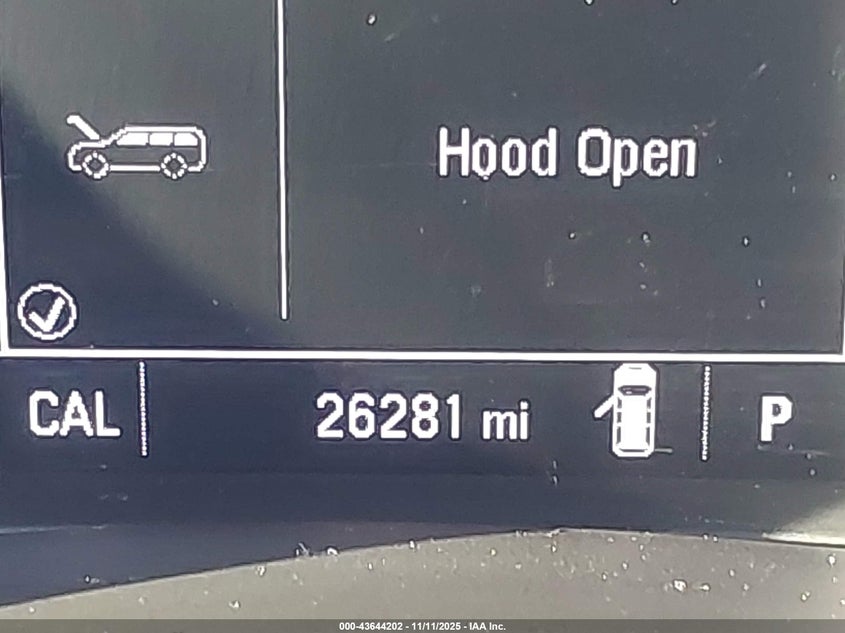 Hood Open
CAL
26281 mi
P
000-43644202 - 11/11/2025 - IAA Inc.